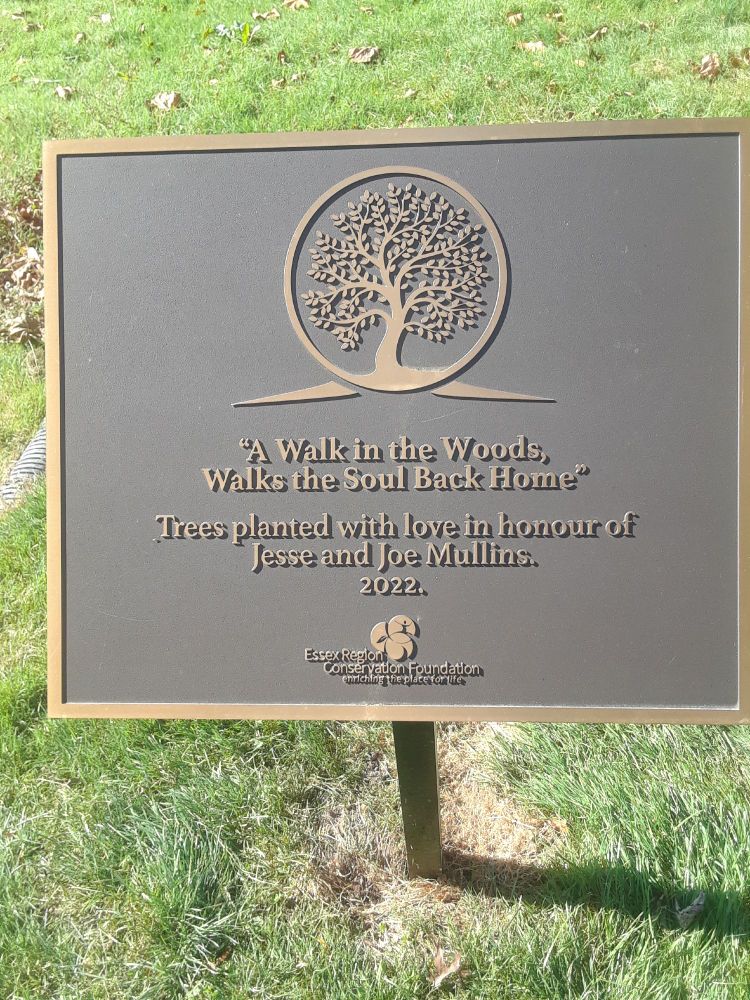 “A Walk in the Woods,
Walks the Soul Back Home”
Trees planted with love in honour of
Jesse and Joe Mullins.
2022.
Essex Region
Conservation Foundation
enriching the place for life